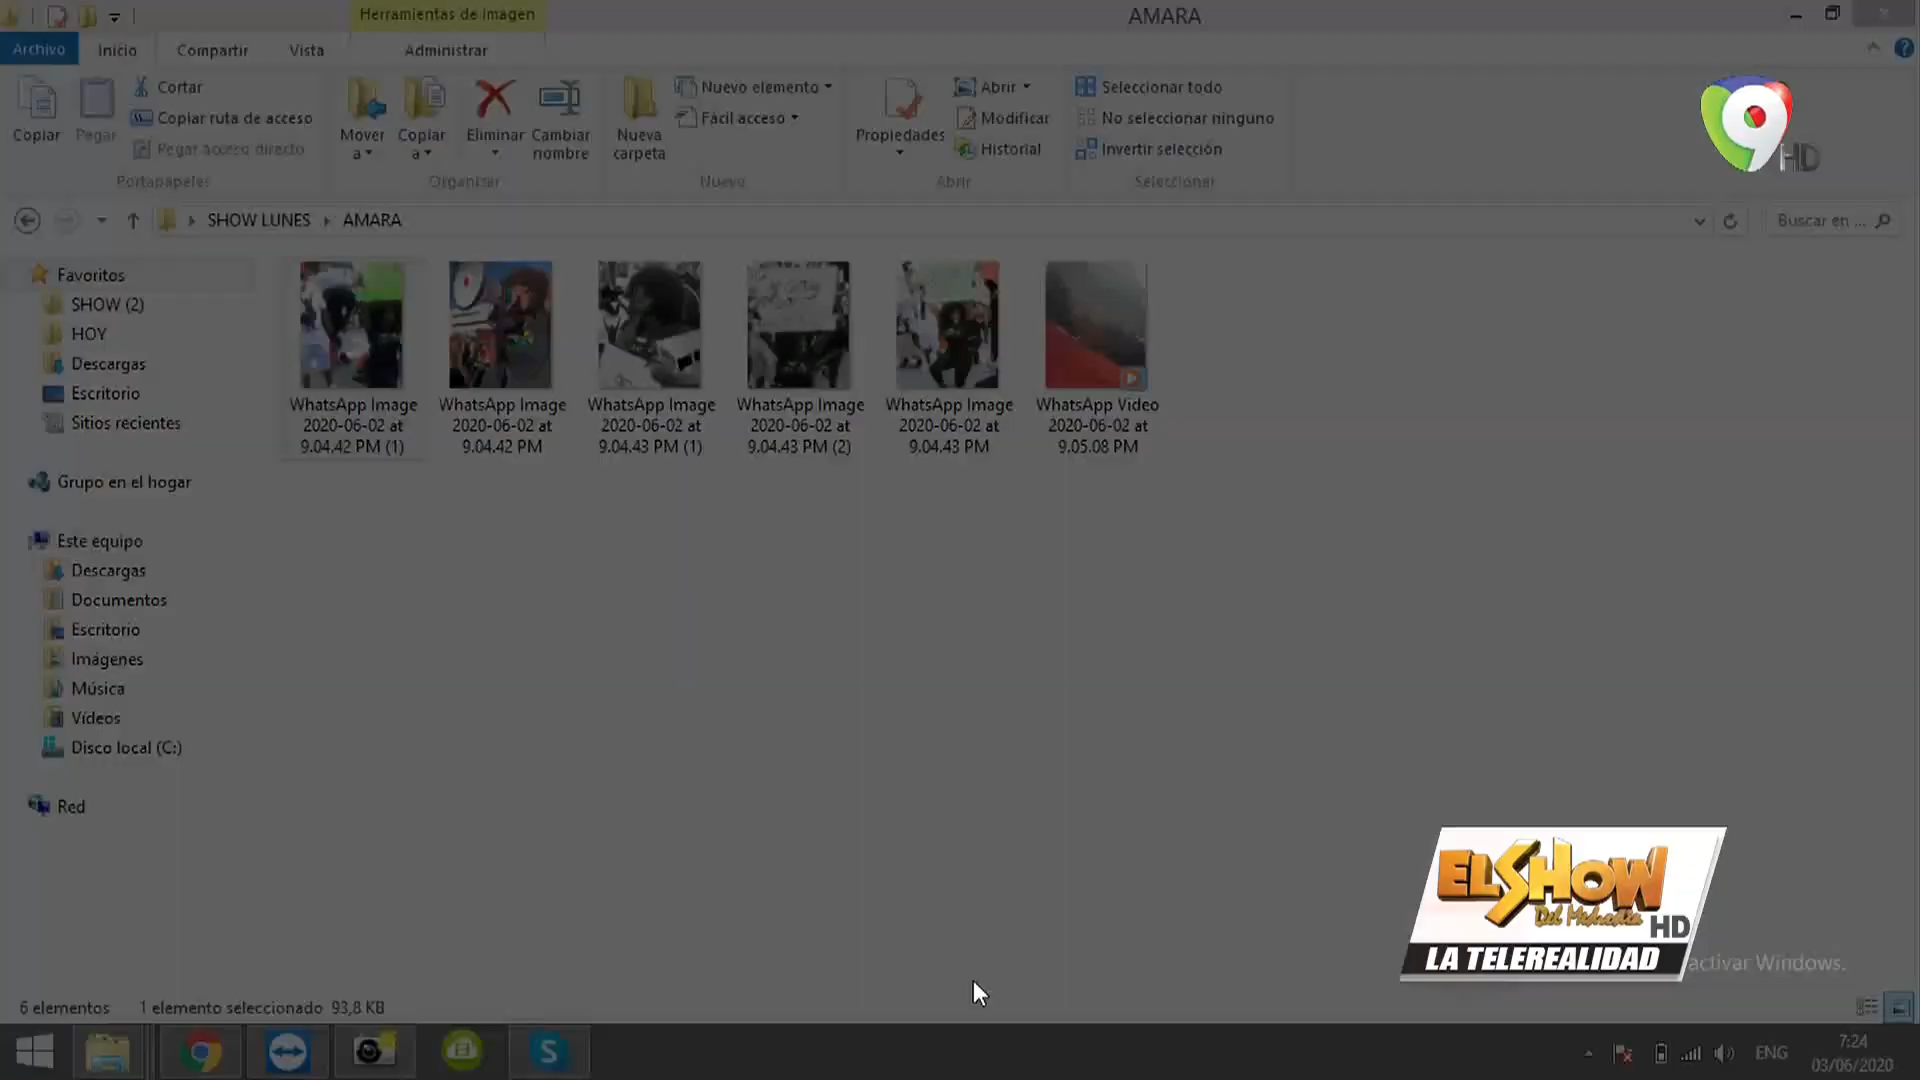 Herramientas de imagen
AMARA
Archivo
Inicio
Compartir
Vista
Administrar
Copiar
Pegar
Cortar
Copiar ruta de acceso
Pegar acceso directo
Portapapeles
Mover a
Copiar a
Eliminar
Cambiar nombre
Organizar
Nueva carpeta
Nuevo elemento
Fácil acceso
Nuevo
Propiedades
Abrir
Modificar
Historial
Abrir
Seleccionar todo
No seleccionar ninguno
Invertir selección
Seleccionar
9
HD
SHOW LUNES
AMARA
Buscar en ...
Favoritos
SHOW (2)
HOY
Descargas
Escritorio
Sitios recientes
Grupo en el hogar
Este equipo
Descargas
Documentos
Escritorio
Imágenes
Música
Vídeos
Disco local (C:)
Red
WhatsApp Image
2020-06-02 at
9.04.42 PM (1)
WhatsApp Image
2020-06-02 at
9.04.42 PM
WhatsApp Image
2020-06-02 at
9.04.43 PM (1)
WhatsApp Image
2020-06-02 at
9.04.43 PM (2)
WhatsApp Image
2020-06-02 at
9.04.43 PM
WhatsApp Video
2020-06-02 at
9.05.08 PM
EL SHOW
Del Mediodía
HD
LA TELEREALIDAD
activar Windows.
6 elementos
1 elemento seleccionado 93,8 KB
S
ENG
7:24
03/06/2020